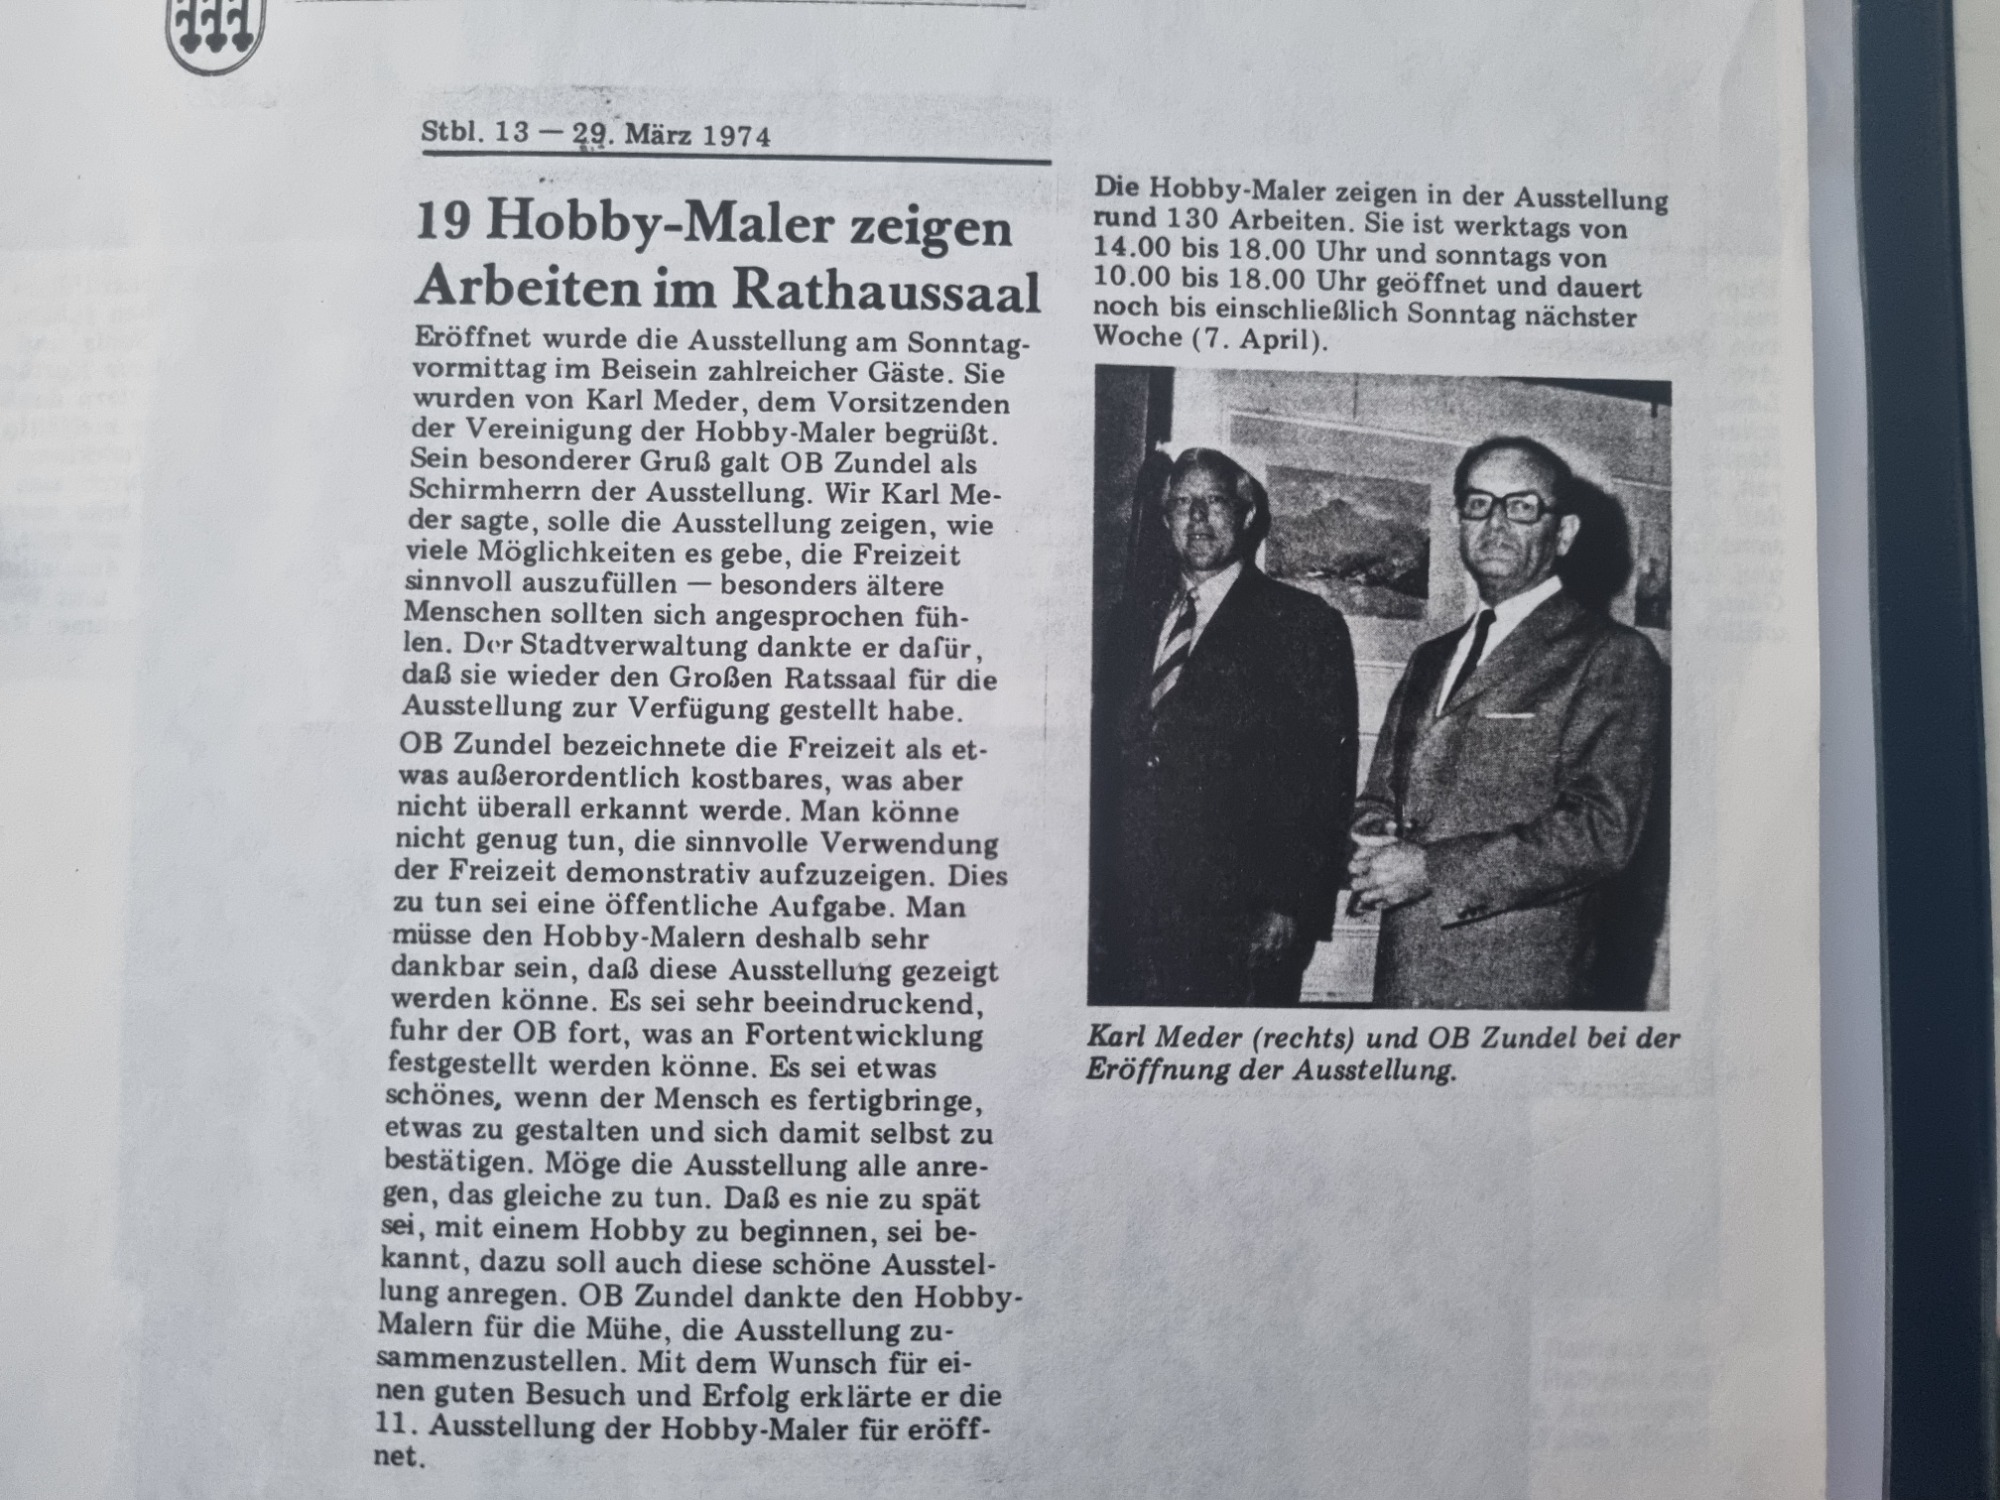 Stbl. 13 — 29. März 1974
19 Hobby-Maler zeigen
Arbeiten im Rathaussaal
Eröffnet wurde die Ausstellung am Sonntag-
vormittag im Beisein zahlreicher Gäste. Sie
wurden von Karl Meder, dem Vorsitzenden
der Vereinigung der Hobby-Maler begrüßt.
Sein besonderer Gruß galt OB Zundel als
Schirmherrn der Ausstellung. Wir Karl Me-
der sagte, solle die Ausstellung zeigen, wie
viele Möglichkeiten es gebe, die Freizeit
sinnvoll auszufüllen — besonders ältere
Menschen sollten sich angesprochen füh-
len. Der Stadtverwaltung dankte er dafür,
daß sie wieder den Großen Ratssaal für die
Ausstellung zur Verfügung gestellt habe.
OB Zundel bezeichnete die Freizeit als et-
was außerordentlich kostbares, was aber
nicht überall erkannt werde. Man könne
nicht genug tun, die sinnvolle Verwendung
der Freizeit demonstrativ aufzuzeigen. Dies
zu tun sei eine öffentliche Aufgabe. Man
müsse den Hobby-Malern deshalb sehr
dankbar sein, daß diese Ausstellung gezeigt
werden könne. Es sei sehr beeindruckend,
fuhr der OB fort, was an Fortentwicklung
festgestellt werden könne. Es sei etwas
schönes, wenn der Mensch es fertigbringe,
etwas zu gestalten und sich damit selbst zu
bestätigen. Möge die Ausstellung alle anre-
gen, das gleiche zu tun. Daß es nie zu spät
sei, mit einem Hobby zu beginnen, sei be-
kannt, dazu soll auch diese schöne Ausstel-
lung anregen. OB Zundel dankte den Hobby-
Malern für die Mühe, die Ausstellung zu-
sammenzustellen. Mit dem Wunsch für ei-
nen guten Besuch und Erfolg erklärte er die
11. Ausstellung der Hobby-Maler für eröff-
net.
Die Hobby-Maler zeigen in der Ausstellung
rund 130 Arbeiten. Sie ist werktags von
14.00 bis 18.00 Uhr und sonntags von
10.00 bis 18.00 Uhr geöffnet und dauert
noch bis einschließlich Sonntag nächster
Woche (7. April).
Karl Meder (rechts) und OB Zundel bei der
Eröffnung der Ausstellung.